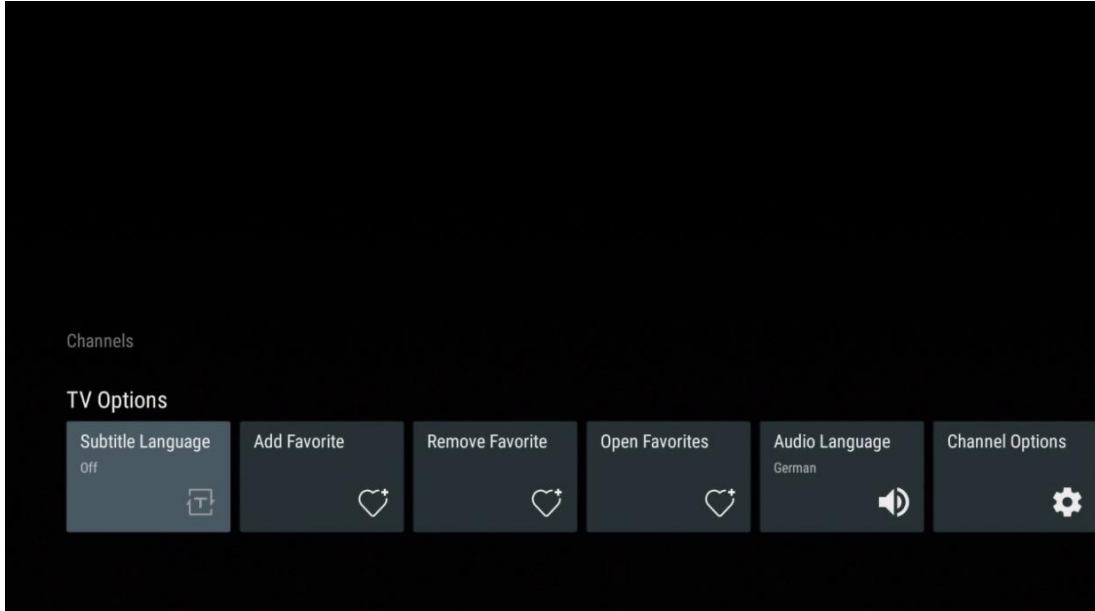 Channels
TV Options
Subtitle Language
Off
Add Favorite
Remove Favorite
Open Favorites
Audio Language
German
Channel Options